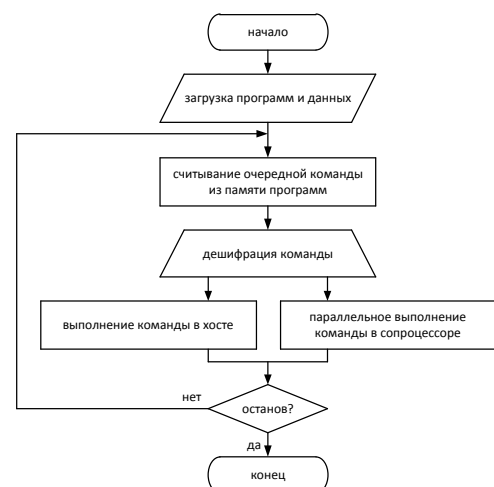 начало
загрузка программ и данных
считывание очередной команды
из памяти программ
дешифрация команды
выполнение команды в хосте
параллельное выполнение
команды в сопроцессоре
нет
останов?
да
конец